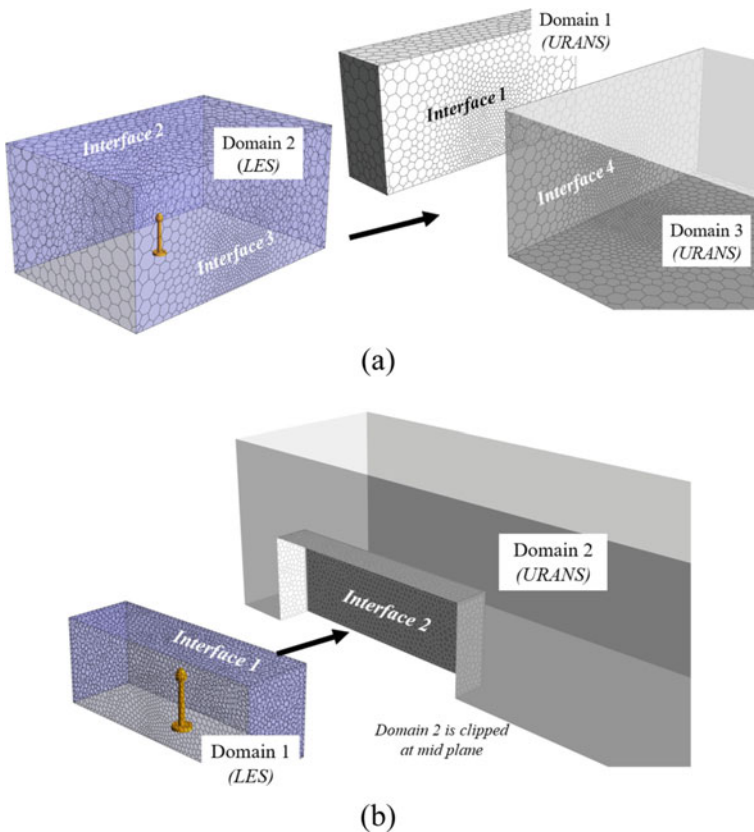 Domain 1
(URANS)
Interface 1
Interface 2
Domain 2
(LES)
Interface 3
Interface 4
Domain 3
(URANS)
(a)
Domain 2
(URANS)
Interface 2
Interface 1
Domain 1
(LES)
Domain 2 is clipped
at mid plane
(b)